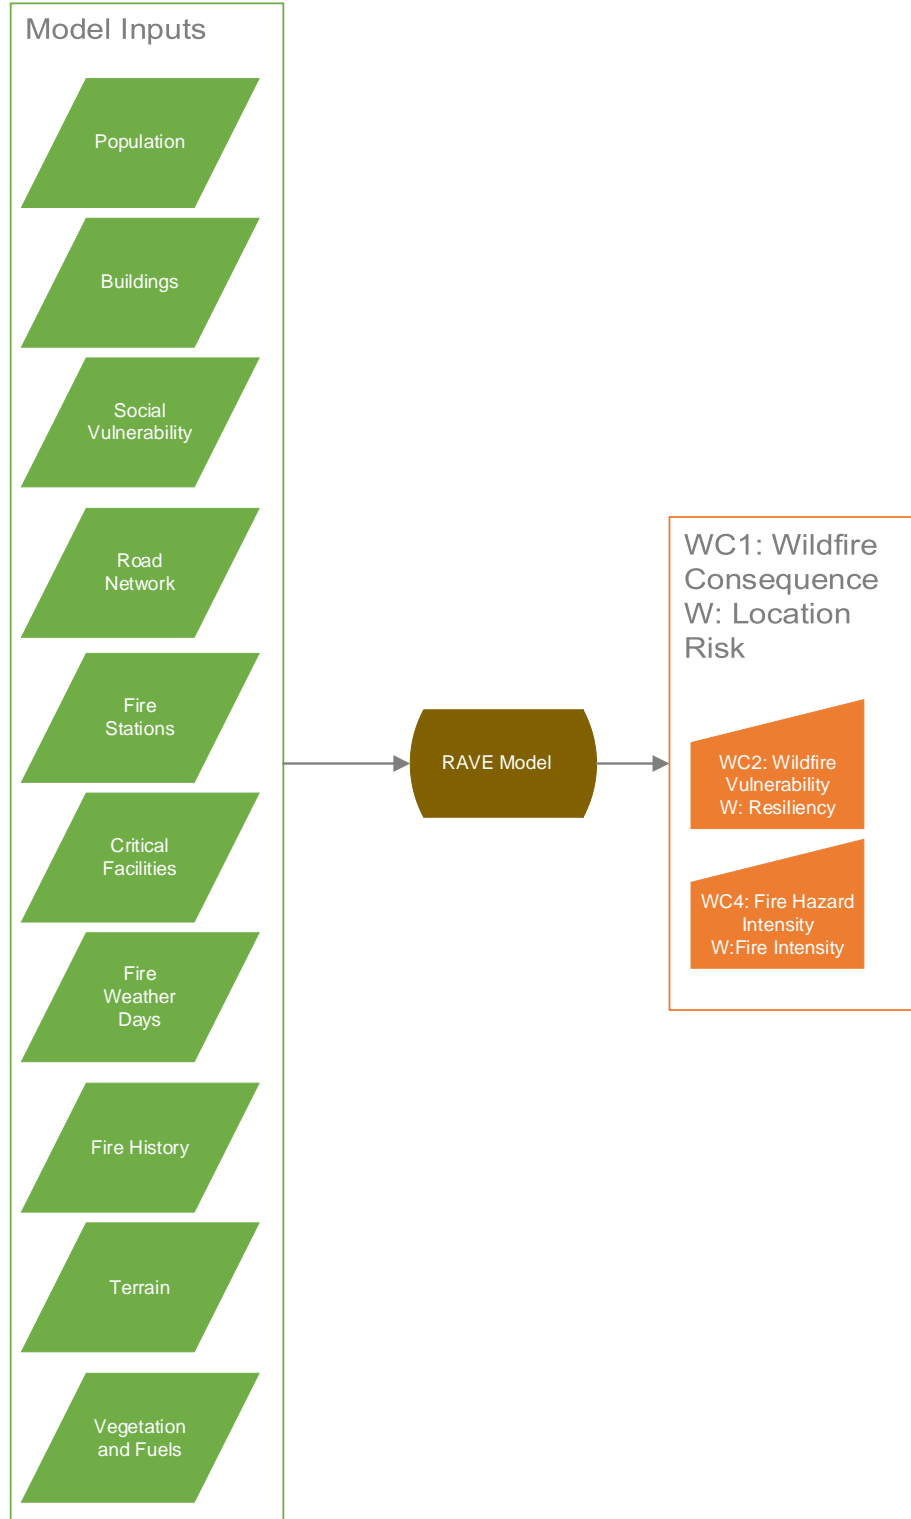 Model Inputs
Population
Buildings
Social
Vulnerability
Road
Network
Fire
Stations
Critical
Facilities
Fire
Weather
Days
Fire History
Terrain
Vegetation
and Fuels
RAVE Model
WC1: Wildfire
Consequence
W: Location
Risk
WC2: Wildfire
Vulnerability
W: Resiliency
WC4: Fire Hazard
Intensity
W:Fire Intensity